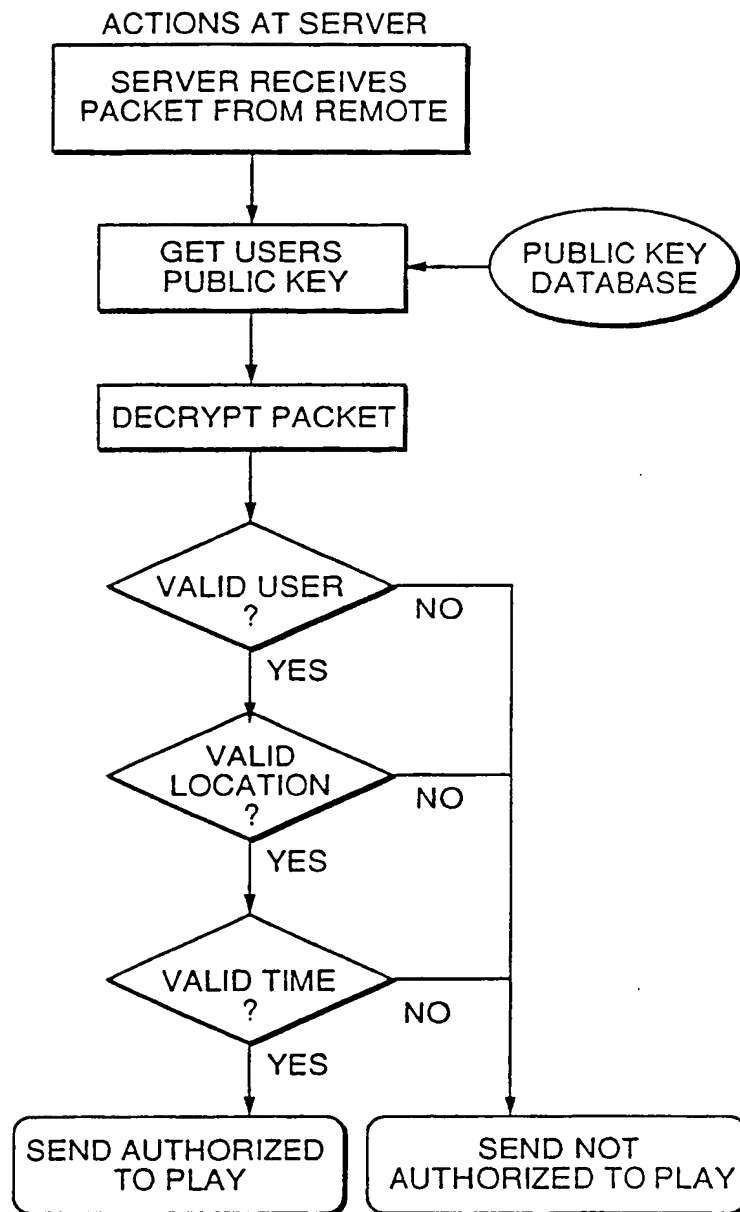 ACTIONS AT SERVER
SERVER RECEIVES
PACKET FROM REMOTE
GET USERS
PUBLIC KEY
PUBLIC KEY
DATABASE
DECRYPT PACKET
VALID USER
?
NO
YES
VALID
LOCATION
?
NO
YES
VALID TIME
?
NO
YES
SEND AUTHORIZED
TO PLAY
SEND NOT
AUTHORIZED TO PLAY